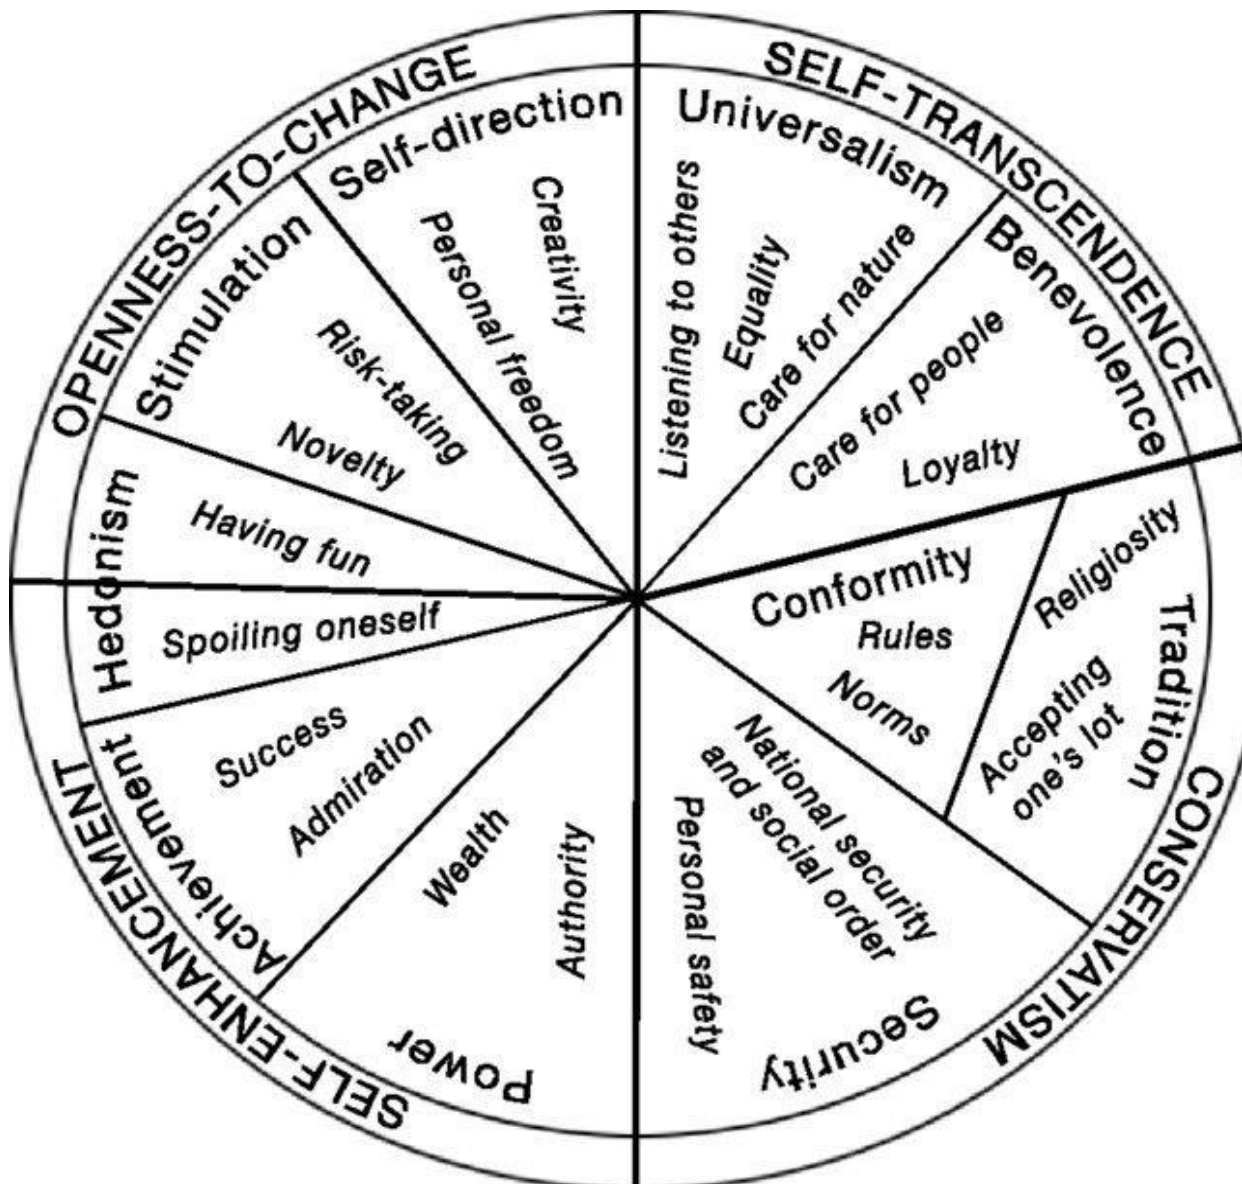 OPENNESS-TO-CHANGE
Self-direction
Creativity
Personal freedom
Stimulation
Risk-taking
Novelty
Hedonism
Having fun
Spoiling oneself
SELF-TRANSCENDENCE
Universalism
Listening to others
Equality
Care for nature
Benevolence
Care for people
Loyalty
CONSERVATISM
Conformity
Rules
Norms
Tradition
Religiosity
Accepting
one's lot
Security
National security
and social order
Personal safety
SELF-ENHANCEMENT
Achievement
Success
Admiration
Power
Wealth
Authority